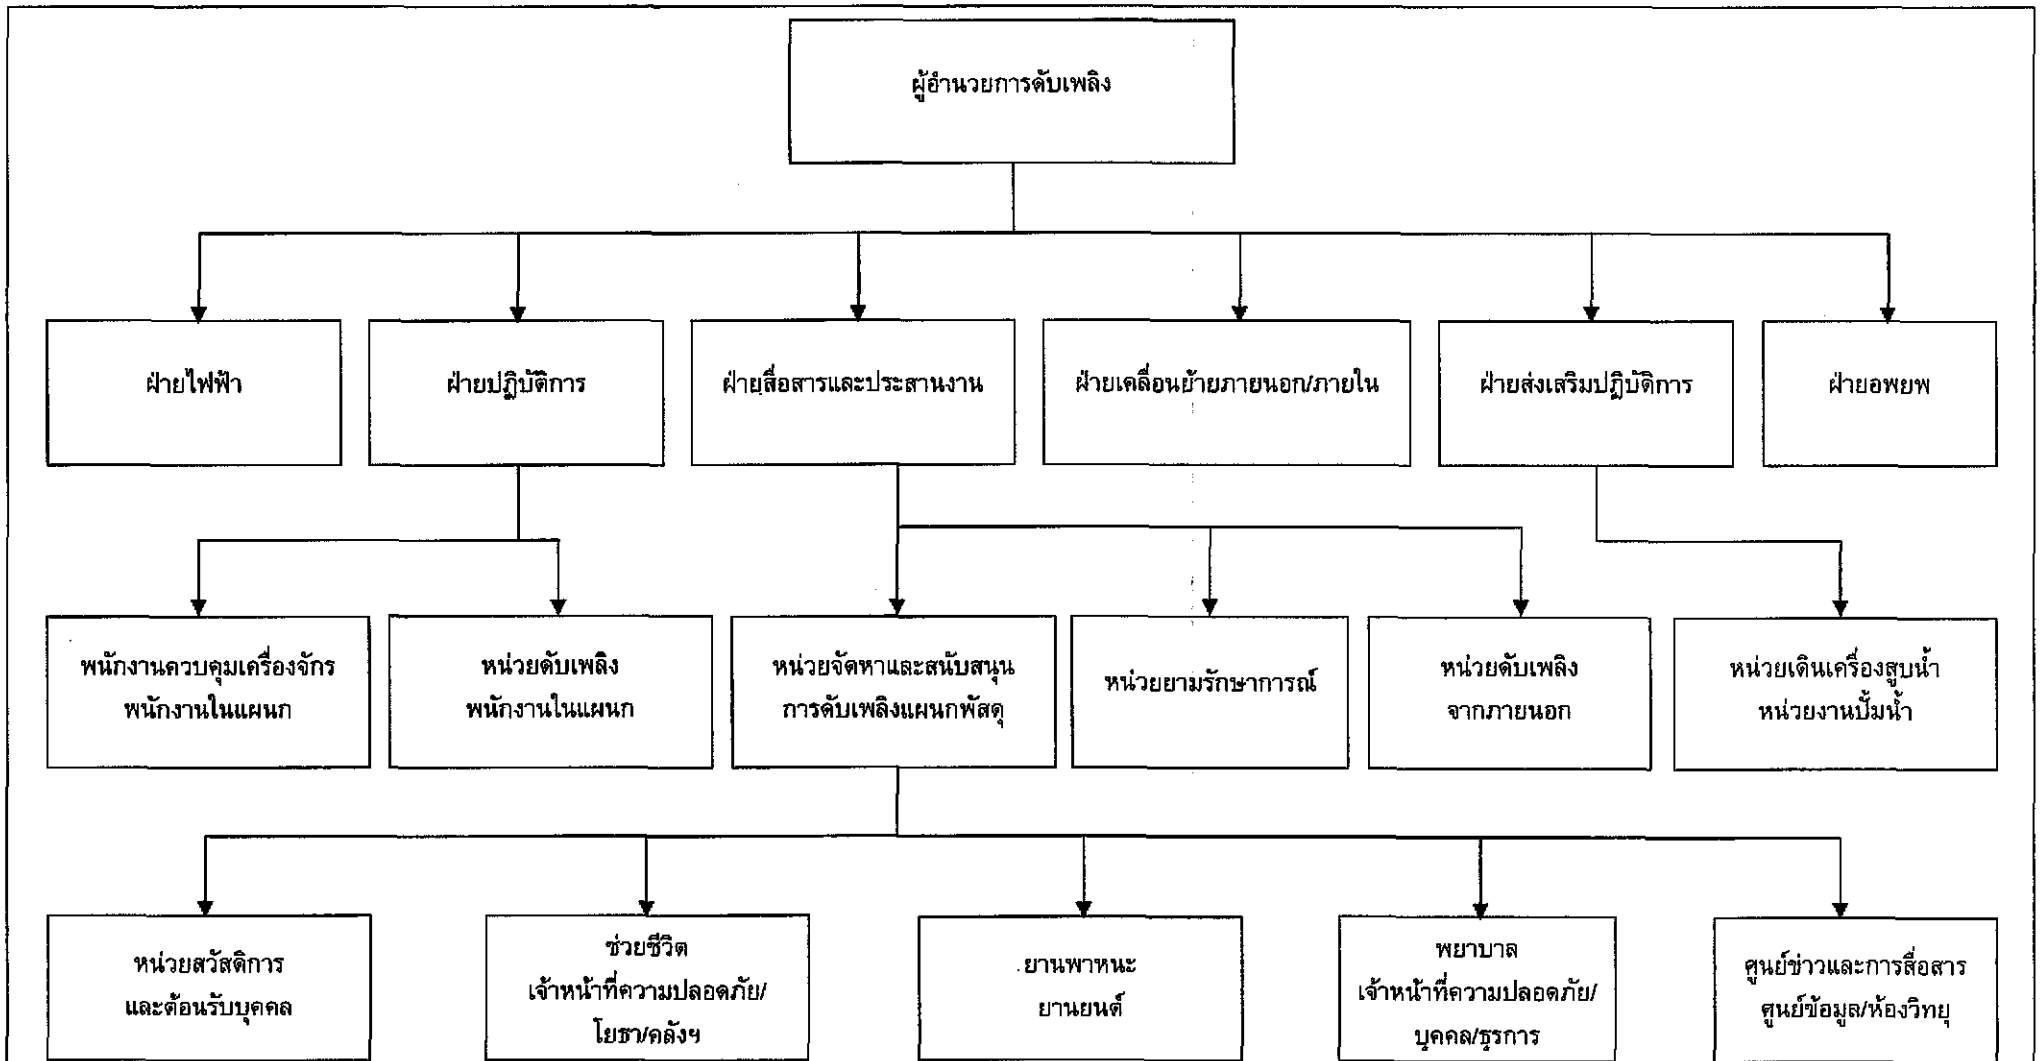 ผู้อำนวยการดับเพลิง
ฝ่ายไฟฟ้า
ฝ่ายปฏิบัติการ
ฝ่ายสื่อสารและประสานงาน
ฝ่ายเคลื่อนย้ายภายนอก/ภายใน
ฝ่ายส่งเสริมปฏิบัติการ
ฝ่ายอพยพ
พนักงานควบคุมเครื่องจักร
พนักงานในแผนก
หน่วยดับเพลิง
พนักงานในแผนก
หน่วยจัดหาและสนับสนุน
การดับเพลิงแผนกพัสดุ
หน่วยยามรักษาการณ์
หน่วยดับเพลิง
จากภายนอก
หน่วยเดินเครื่องสูบน้ำ
หน่วยงานปั้มน้ำ
หน่วยสวัสดิการ
และต้อนรับบุคคล
ช่วยชีวิต
เจ้าหน้าที่ความปลอดภัย/
โยธา/คลังฯ
ยานพาหนะ
ยานยนต์
พยาบาล
เจ้าหน้าที่ความปลอดภัย/
บุคคล/ธุรการ
ศูนย์ข่าวและการสื่อสาร
ศูนย์ข้อมูล/ห้องวิทยุ